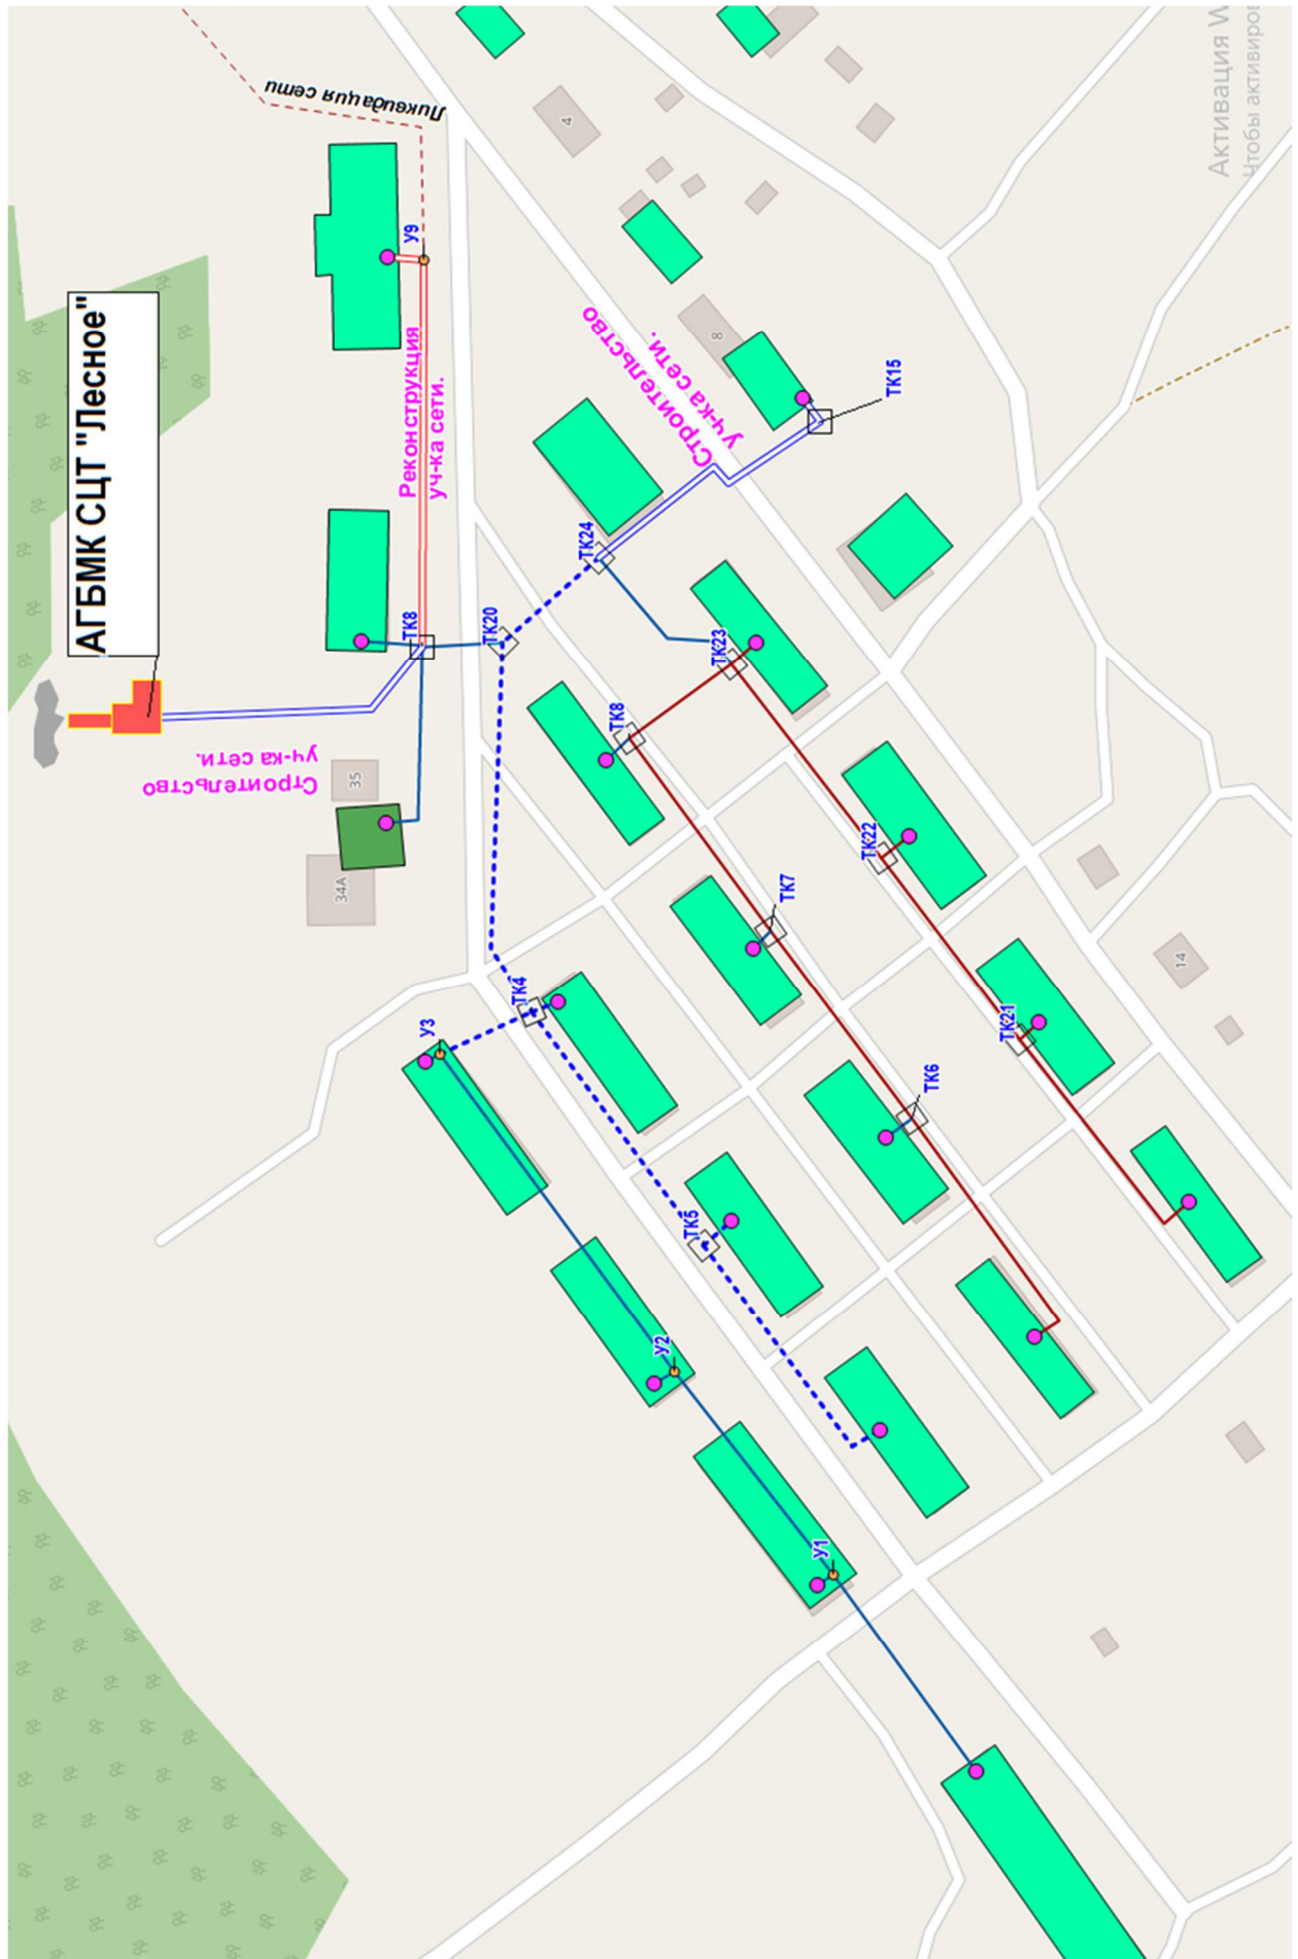 Ликвидация сети
4
У9
АГБМК СЦТ "Лесное"
Реконструкция
уч-ка сети.
Строительство
уч-ка сети.
8
ТК15
ТК24
ТК8
ТК20
ТК23
ТК8
Строительство
уч-ка сети.
35
34А
ТК22
ТК7
ТК4
У3
14
ТК21
ТК6
ТК5
У2
У1
Активация W
Чтобы активиров